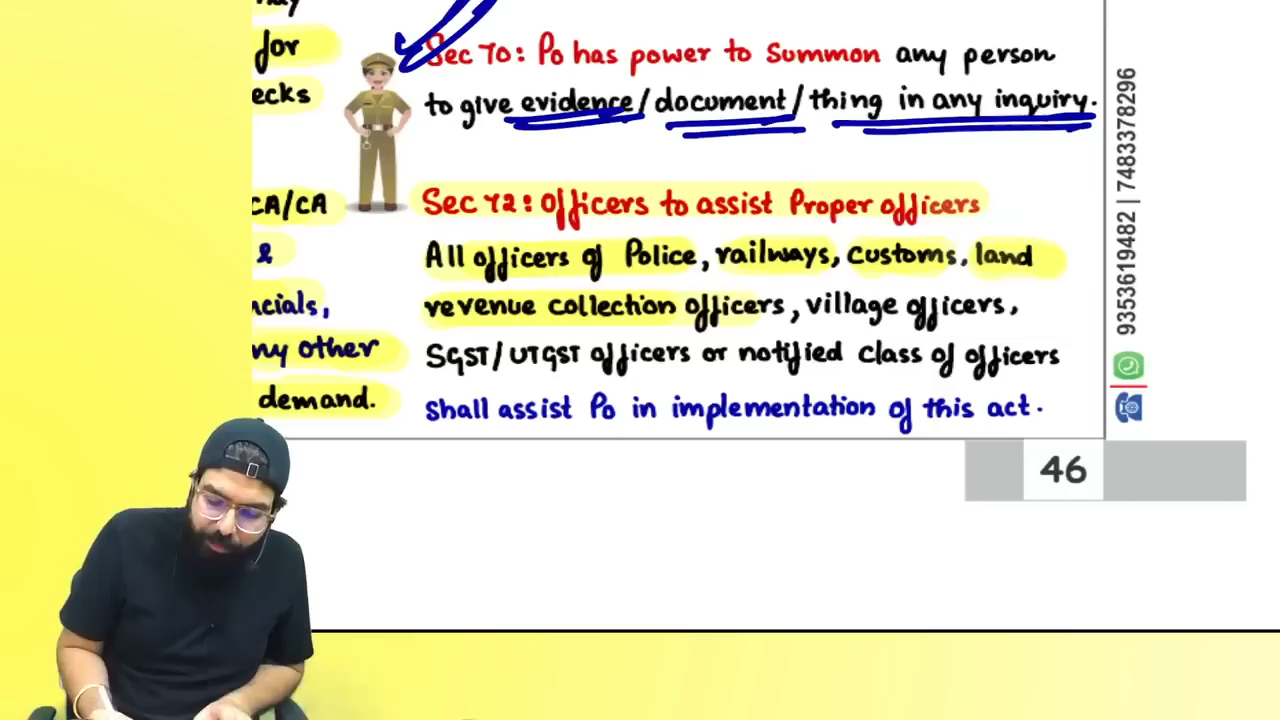 for
ecks
CA/CA
&
ncials,
ny other
demand.
Sec 70: Po has power to Summon any person
to give evidence/document/thing in any inquiry.
Sec 72: Officers to assist Proper officers
All officers of Police, railways, customs, land
revenue collection officers, village officers,
SGST/UTGST officers or notified class of officers
shall assist Po in implementation of this act.
9353619482 | 7483378296
46